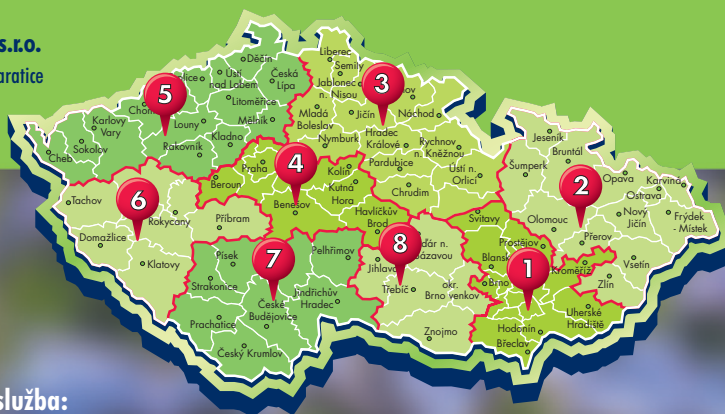 s.r.o.
aratice
Děčín
Ústí
nad Labem
Česká
Lípa
Litoměřice
Mělník
Louny
Kladno
Rakovník
Karlovy
Vary
Sokolov
Cheb
5
Liberec
Semily
Jablonec
n. Nisou
Jičín
Mladá
Boleslav
Nymburk
Hradec
Králové
Náchod
Rychnov
n. Kněžnou
Pardubice
Ústí n.
Orlicí
Chrudim
3
Praha
Beroun
Kolín
Kutná
Hora
Benešov
Havlíčkův
Brod
4
Tachov
Rokycany
Domažlice
Klatovy
Příbram
6
Písek
Strakonice
Prachatice
České
Budějovice
Český Krumlov
Jindřichův
Hradec
Pelhřimov
7
Jihlava
Třebíč
okr.
Brno venkov
Znojmo
8
Jeseník
Bruntál
Šumperk
Opava
Karviná
Ostrava
Nový
Jičín
Frýdek
- Místek
Olomouc
Přerov
Vsetín
Zlín
2
Svitavy
Prostějov
Blansko
Brno
Kroměříž
Uherské
Hradiště
Hodonín
Břeclav
1
služba: